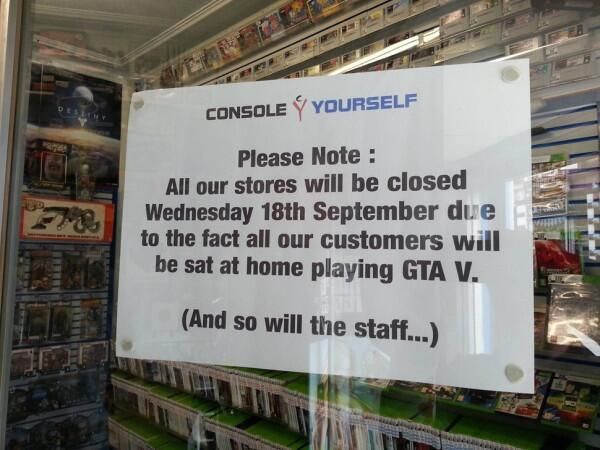 CONSOLE YOURSELF
Please Note :
All our stores will be closed
Wednesday 18th September due
to the fact all our customers will
be sat at home playing GTA V.
(And so will the staff...)
DESTINY